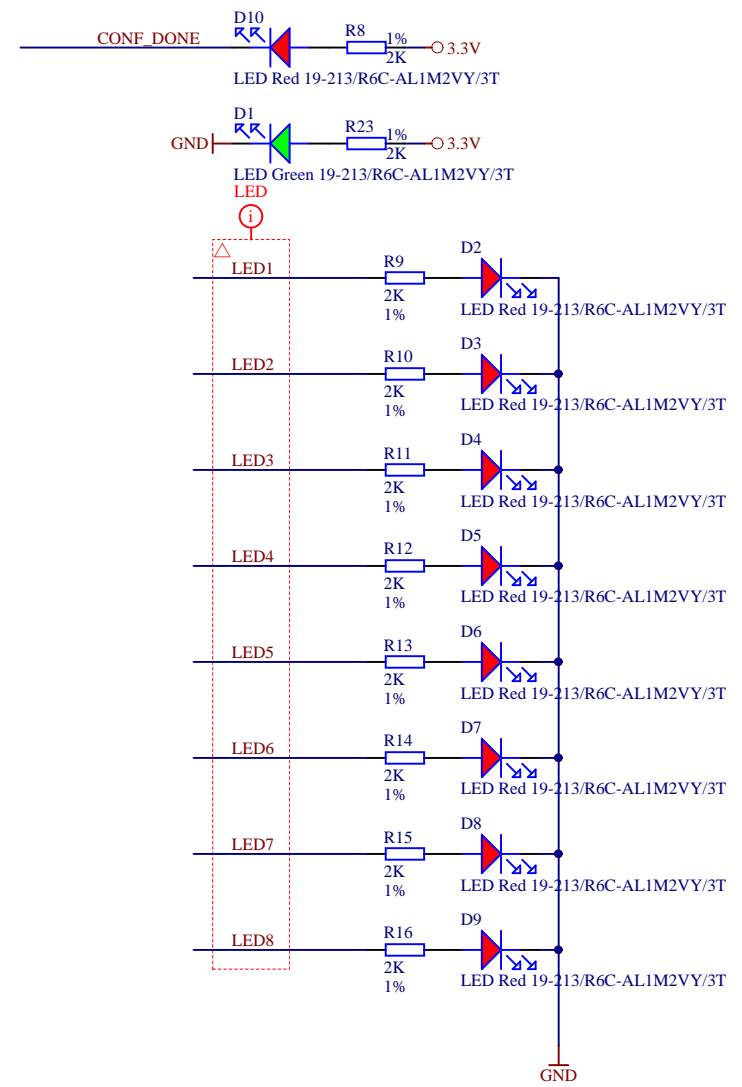 D10
CONF_DONE
R8
1%
2K
3.3V
LED Red 19-213/R6C-AL1M2VY/3T
D1
GND
R23
1%
2K
3.3V
LED Green 19-213/R6C-AL1M2VY/3T
LED
i
LED1
R9
2K
1%
D2
LED Red 19-213/R6C-AL1M2VY/3T
LED2
R10
2K
1%
D3
LED Red 19-213/R6C-AL1M2VY/3T
LED3
R11
2K
1%
D4
LED Red 19-213/R6C-AL1M2VY/3T
LED4
R12
2K
1%
D5
LED Red 19-213/R6C-AL1M2VY/3T
LED5
R13
2K
1%
D6
LED Red 19-213/R6C-AL1M2VY/3T
LED6
R14
2K
1%
D7
LED Red 19-213/R6C-AL1M2VY/3T
LED7
R15
2K
1%
D8
LED Red 19-213/R6C-AL1M2VY/3T
LED8
R16
2K
1%
D9
LED Red 19-213/R6C-AL1M2VY/3T
GND